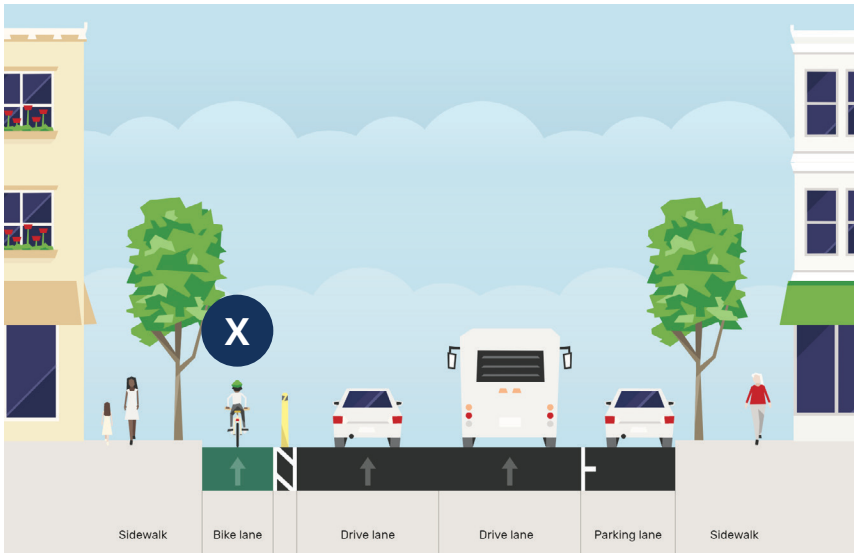 X
Sidewalk
Bike lane
Drive lane
Drive lane
Parking lane
Sidewalk